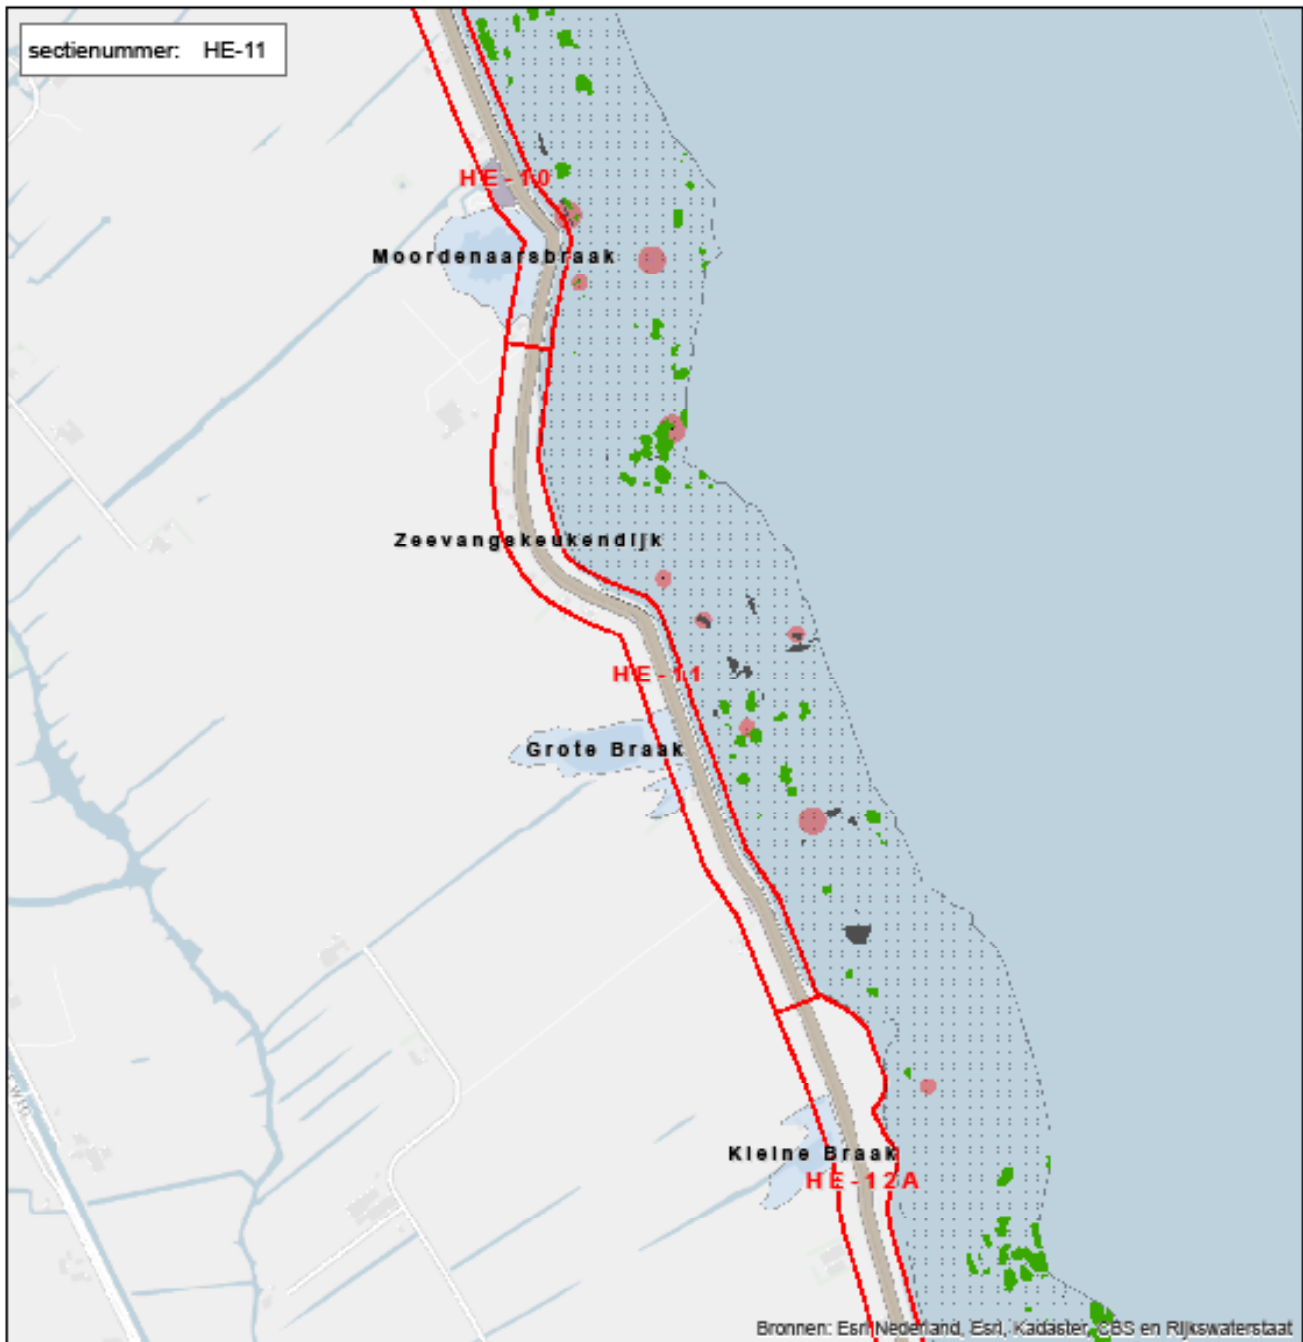 sectienummer: HE-11
HE-10
Moordenaarsbraak
Zeevangskeukendijk
HE-11
Grote Braak
Kleine Braak
HE-12A
Bronnen: Esri Nederland, Esri, Kadaster, CBS en Rijkswaterstaat